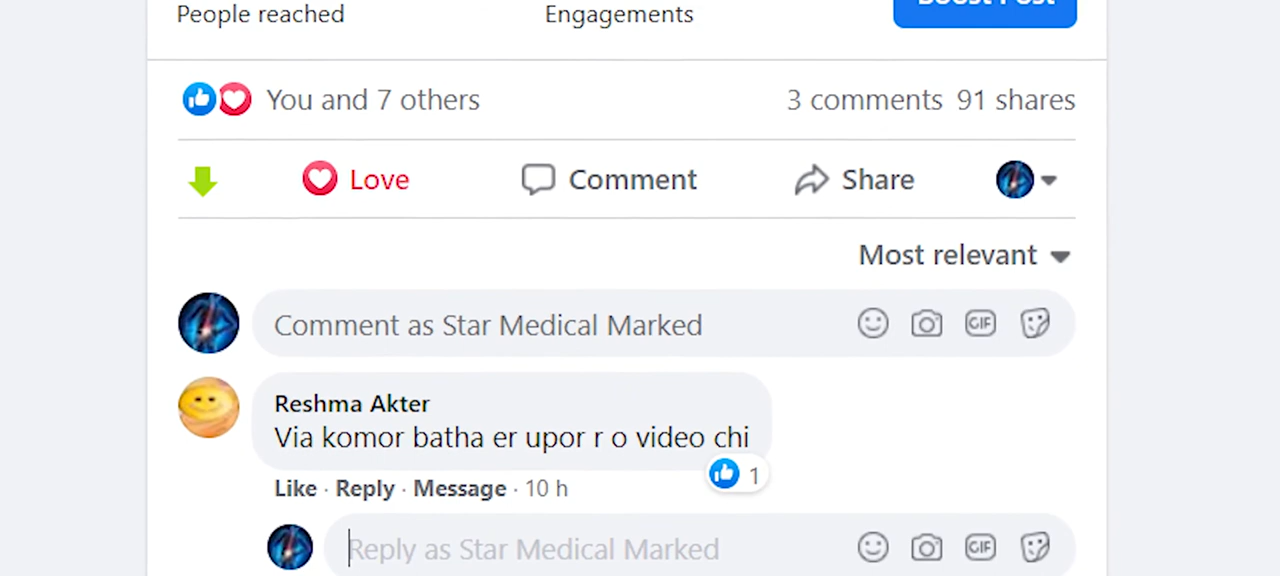 People reached Engagements Boost Post
You and 7 others 3 comments 91 shares
Love Comment Share
Most relevant
Comment as Star Medical Marked GIF
Reshma Akter
Via komor batha er upor r o video chi
1
Like · Reply · Message · 10 h
Reply as Star Medical Marked GIF